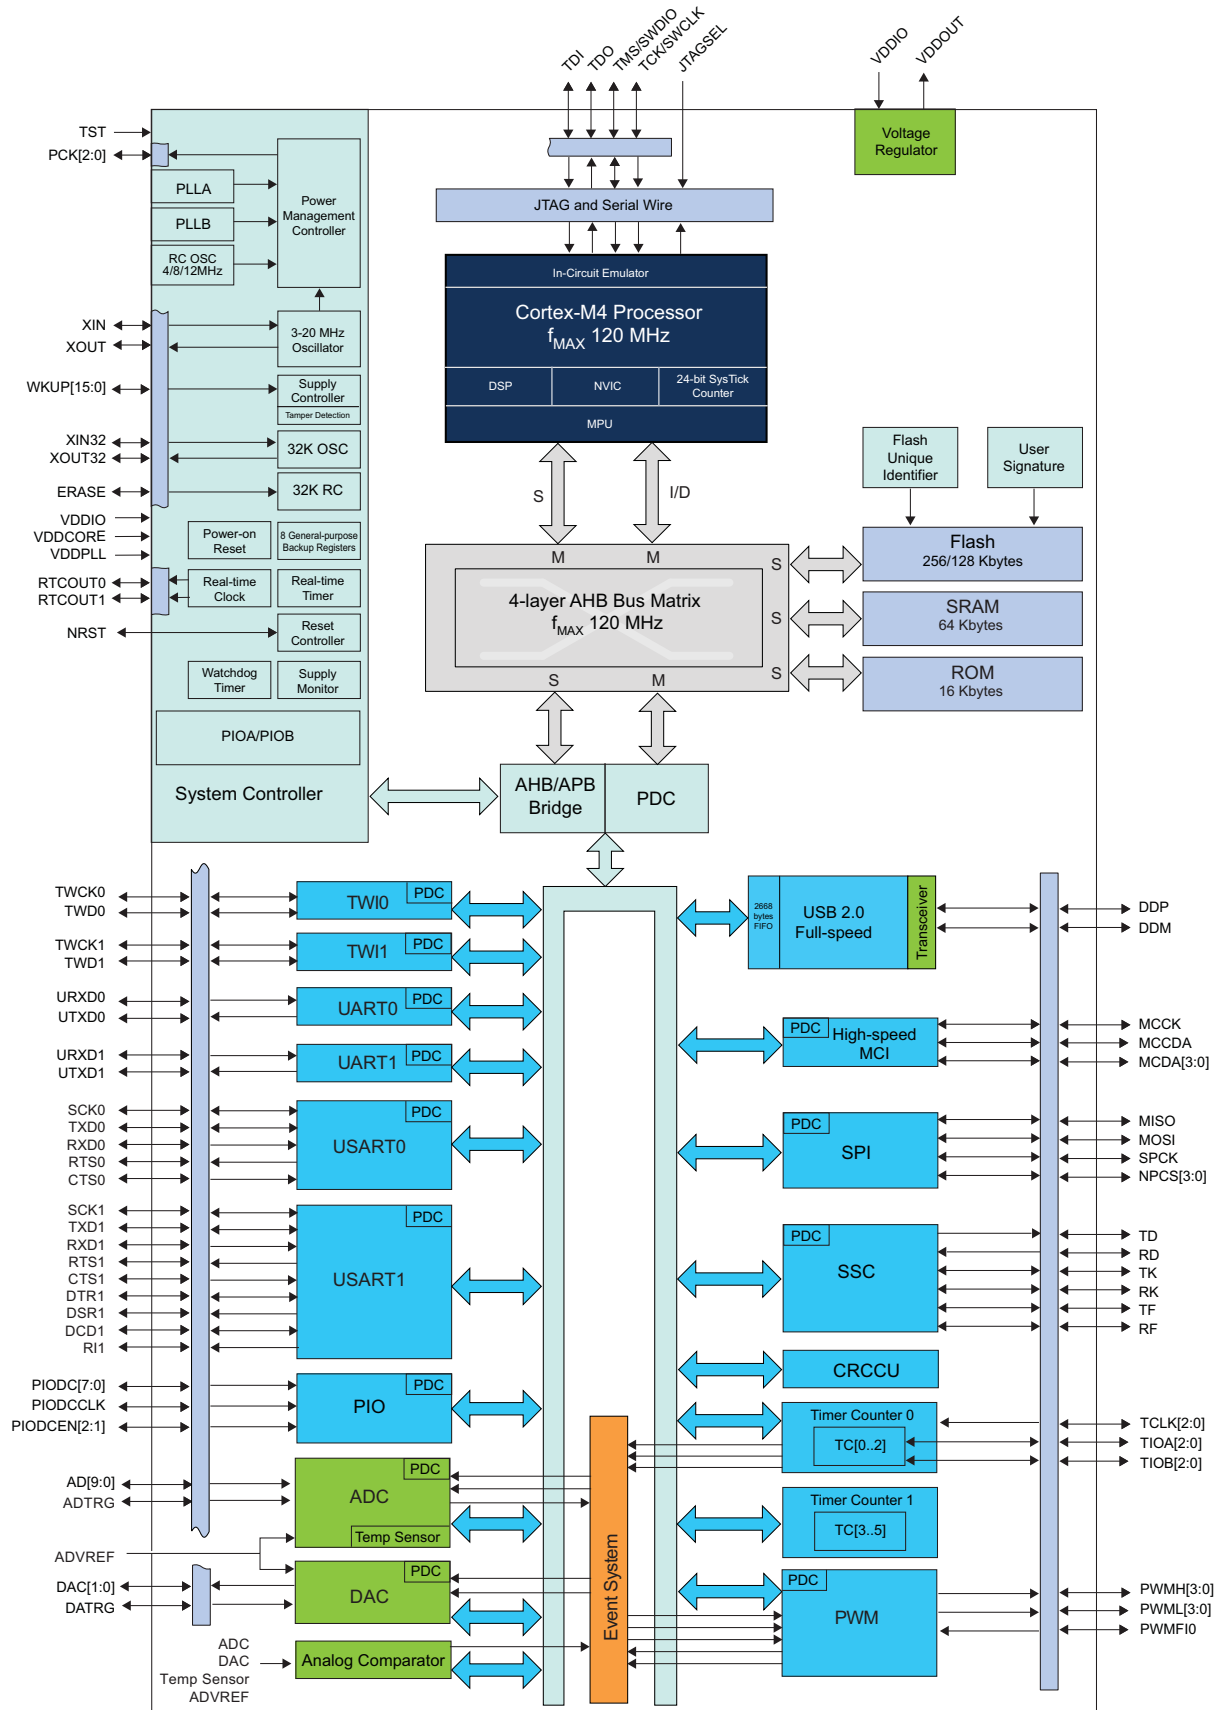 TDI
TDO
TMS/SWDIO
TCK/SWCLK
JTAGSEL
VDDIO
VDDOUT
TST
PCK[2:0]
PLLA
PLLB
RC OSC
4/8/12MHz
Power
Management
Controller
Voltage
Regulator
JTAG and Serial Wire
In-Circuit Emulator
Cortex-M4 Processor
fMAX 120 MHz
DSP
NVIC
24-bit SysTick
Counter
MPU
XIN
XOUT
3-20 MHz
Oscillator
WKUP[15:0]
Supply
Controller
Tamper Detection
XIN32
XOUT32
32K OSC
ERASE
32K RC
VDDIO
VDDCORE
VDDPLL
Power-on
Reset
8 General-purpose
Backup Registers
RTCOUT0
RTCOUT1
Real-time
Clock
Real-time
Timer
NRST
Reset
Controller
Watchdog
Timer
Supply
Monitor
PIOA/PIOB
System Controller
S
I/D
M
M
S
4-layer AHB Bus Matrix
fMAX 120 MHz
S
S
S
M
Flash
Unique
Identifier
User
Signature
Flash
256/128 Kbytes
SRAM
64 Kbytes
ROM
16 Kbytes
AHB/APB
Bridge
PDC
TWCK0
TWD0
PDC
TWI0
TWCK1
TWD1
PDC
TWI1
URXD0
UTXD0
PDC
UART0
URXD1
UTXD1
PDC
UART1
SCK0
TXD0
RXD0
RTS0
CTS0
PDC
USART0
SCK1
TXD1
RXD1
RTS1
CTS1
DTR1
DSR1
DCD1
RI1
PDC
USART1
PIODC[7:0]
PIODCCLK
PIODCEN[2:1]
PDC
PIO
AD[9:0]
ADTRG
PDC
ADC
Temp Sensor
ADVREF
DAC[1:0]
DATRG
PDC
DAC
ADC
DAC
Temp Sensor
ADVREF
Analog Comparator
Event System
2668
bytes
FIFO
USB 2.0
Full-speed
Transceiver
DDP
DDM
PDC
High-speed
MCI
MCCK
MCCDA
MCDA[3:0]
PDC
SPI
MISO
MOSI
SPCK
NPCS[3:0]
PDC
SSC
TD
RD
TK
RK
TF
RF
CRCCU
Timer Counter 0
TC[0..2]
TCLK[2:0]
TIOA[2:0]
TIOB[2:0]
Timer Counter 1
TC[3..5]
PDC
PWM
PWMH[3:0]
PWML[3:0]
PWMFI0